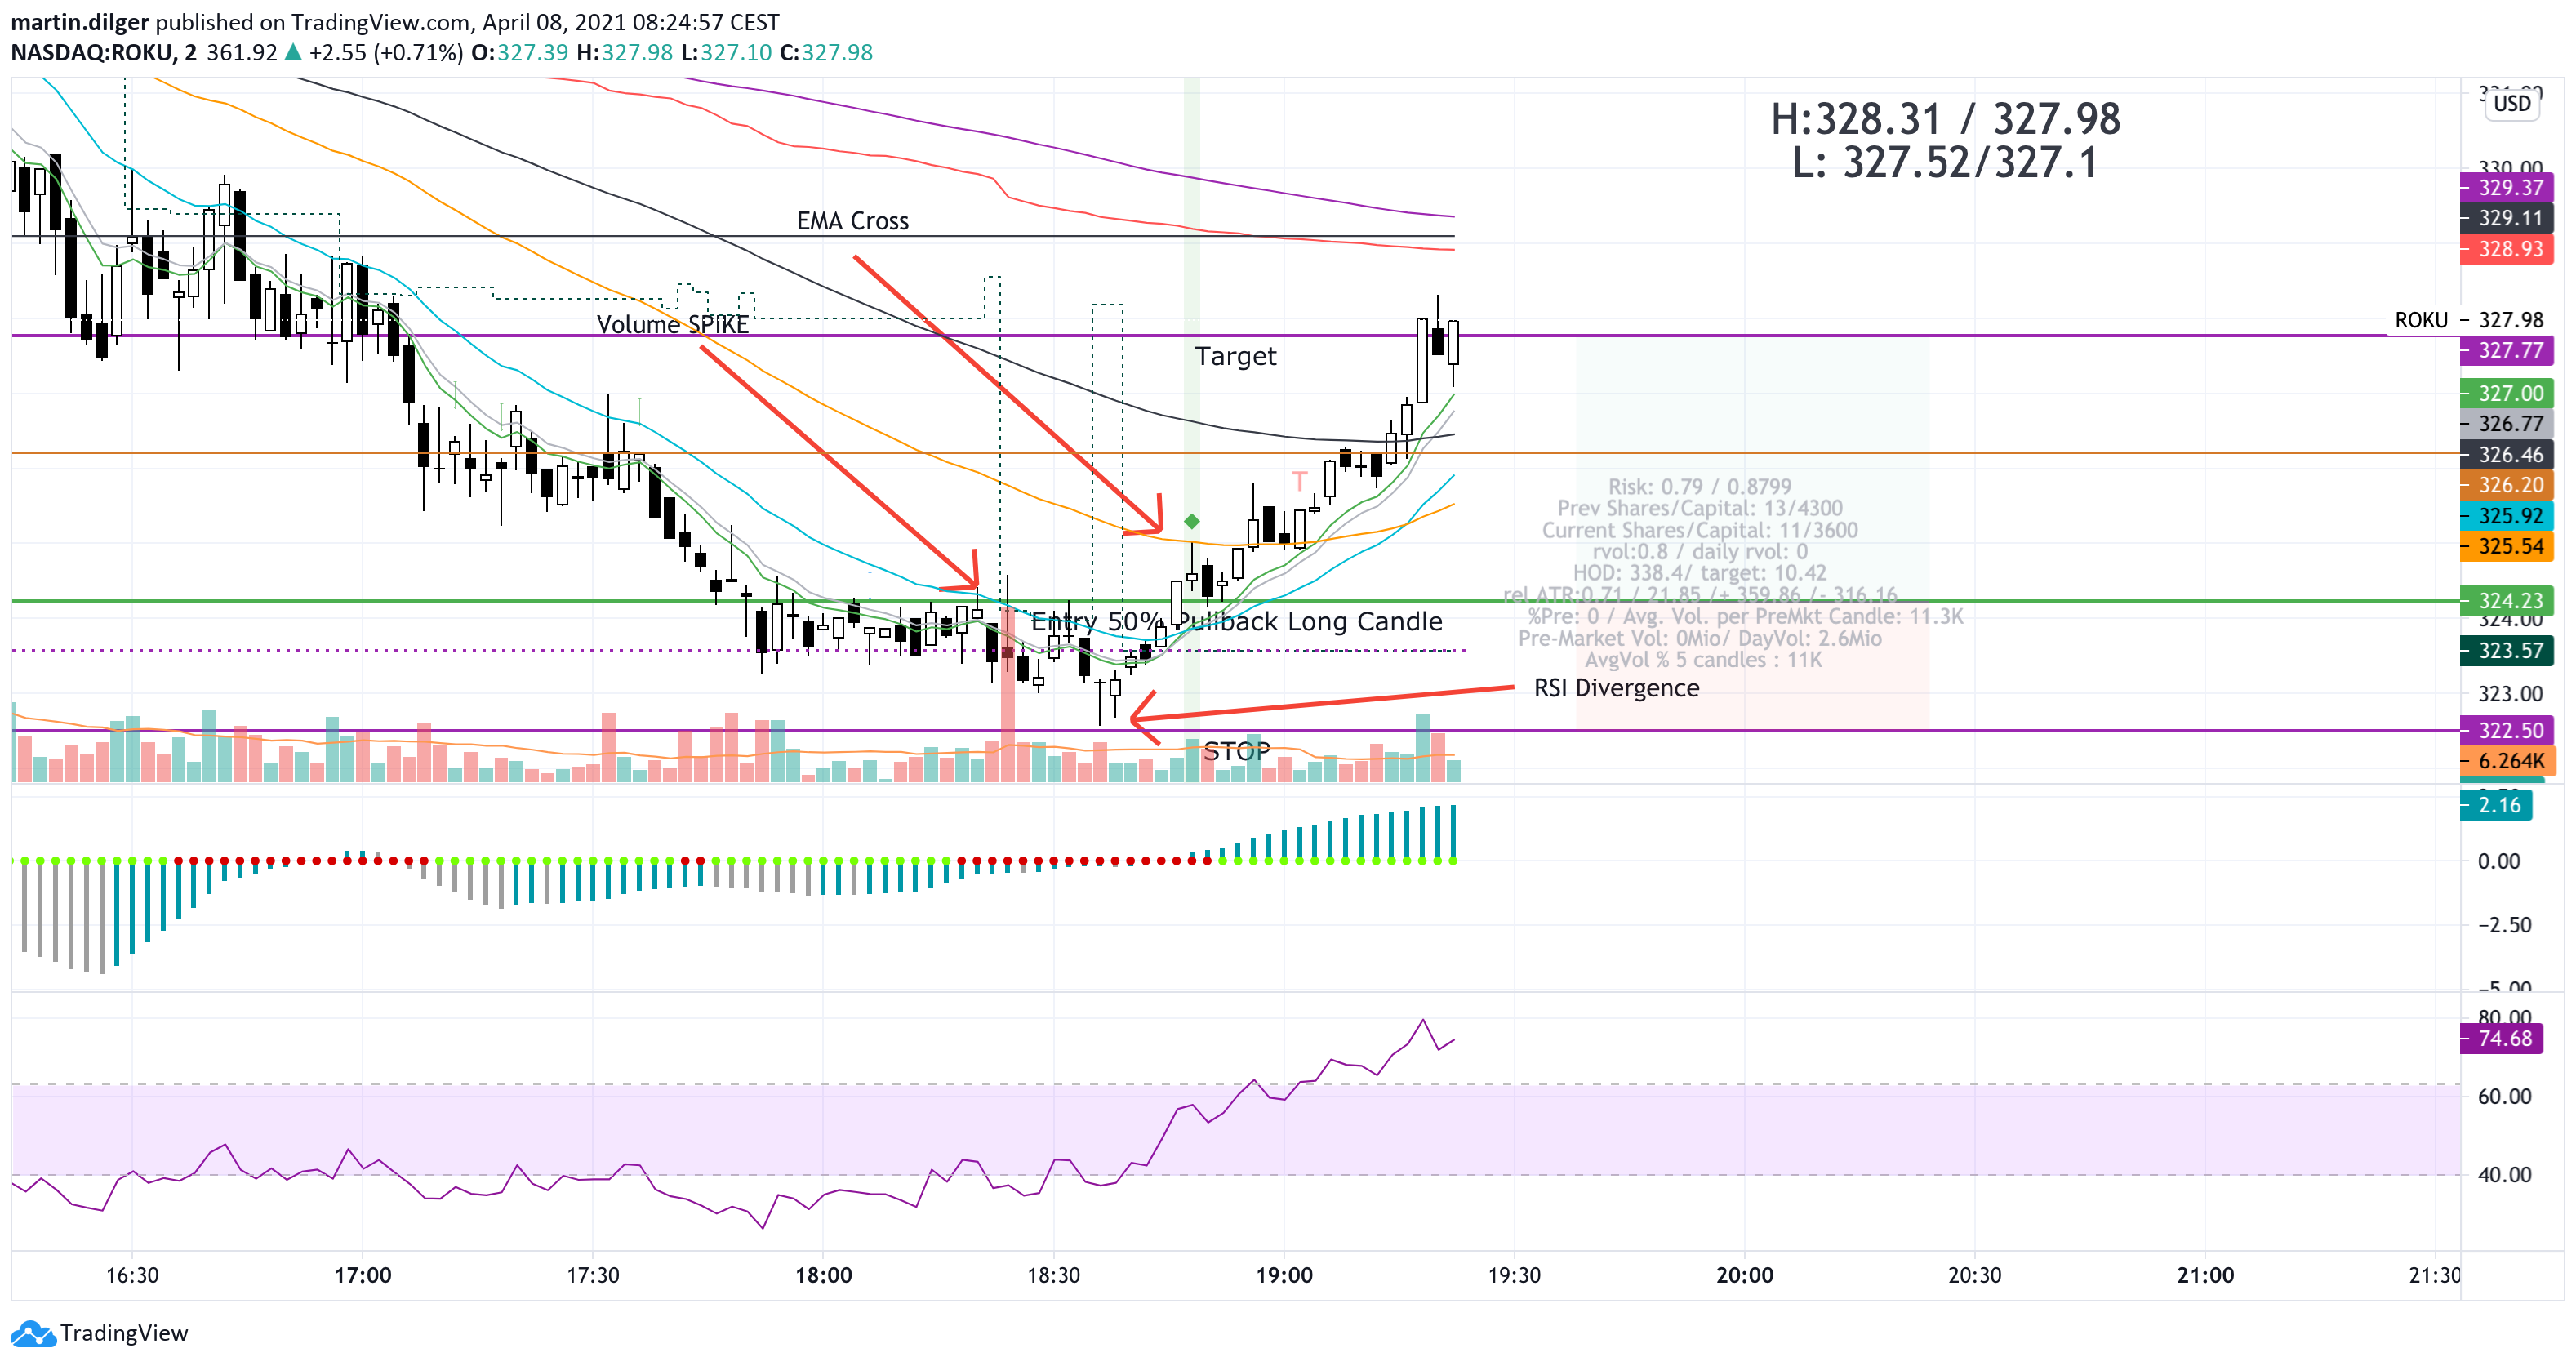 martin.dilger published on TradingView.com, April 08, 2021 08:24:57 CEST
NASDAQ:ROKU, 2 361.92 ▲ +2.55 (+0.71%) O:327.39 H:327.98 L:327.10 C:327.98
H:328.31 / 327.98
L: 327.52/327.1
USD
330.00
329.37
329.11
328.93
EMA Cross
Volume SPIKE
ROKU 327.98
Target
327.77
327.00
326.77
326.46
326.20
325.92
325.54
T
Risk: 0.79 / 0.8799
Prev Shares/Capital: 13/4300
Current Shares/Capital: 11/3600
rvol:0.8 / daily rvol: 0
HOD: 338.4/ target: 10.42
rel ATR:0.71 / 21.85 /+ 359.86 /- 316.16
%Pre: 0 / Avg. Vol. per PreMkt Candle: 11.3K
Pre-Market Vol: 0Mio/ DayVol: 2.6Mio
AvgVol % 5 candles : 11K
324.23
Entry 50% Pullback Long Candle
324.00
323.57
RSI Divergence
323.00
322.50
STOP
6.264K
2.16
0.00
−2.50
−5.00
80.00
74.68
60.00
40.00
16:30 17:00 17:30 18:00 18:30 19:00 19:30 20:00 20:30 21:00 21:30
TradingView